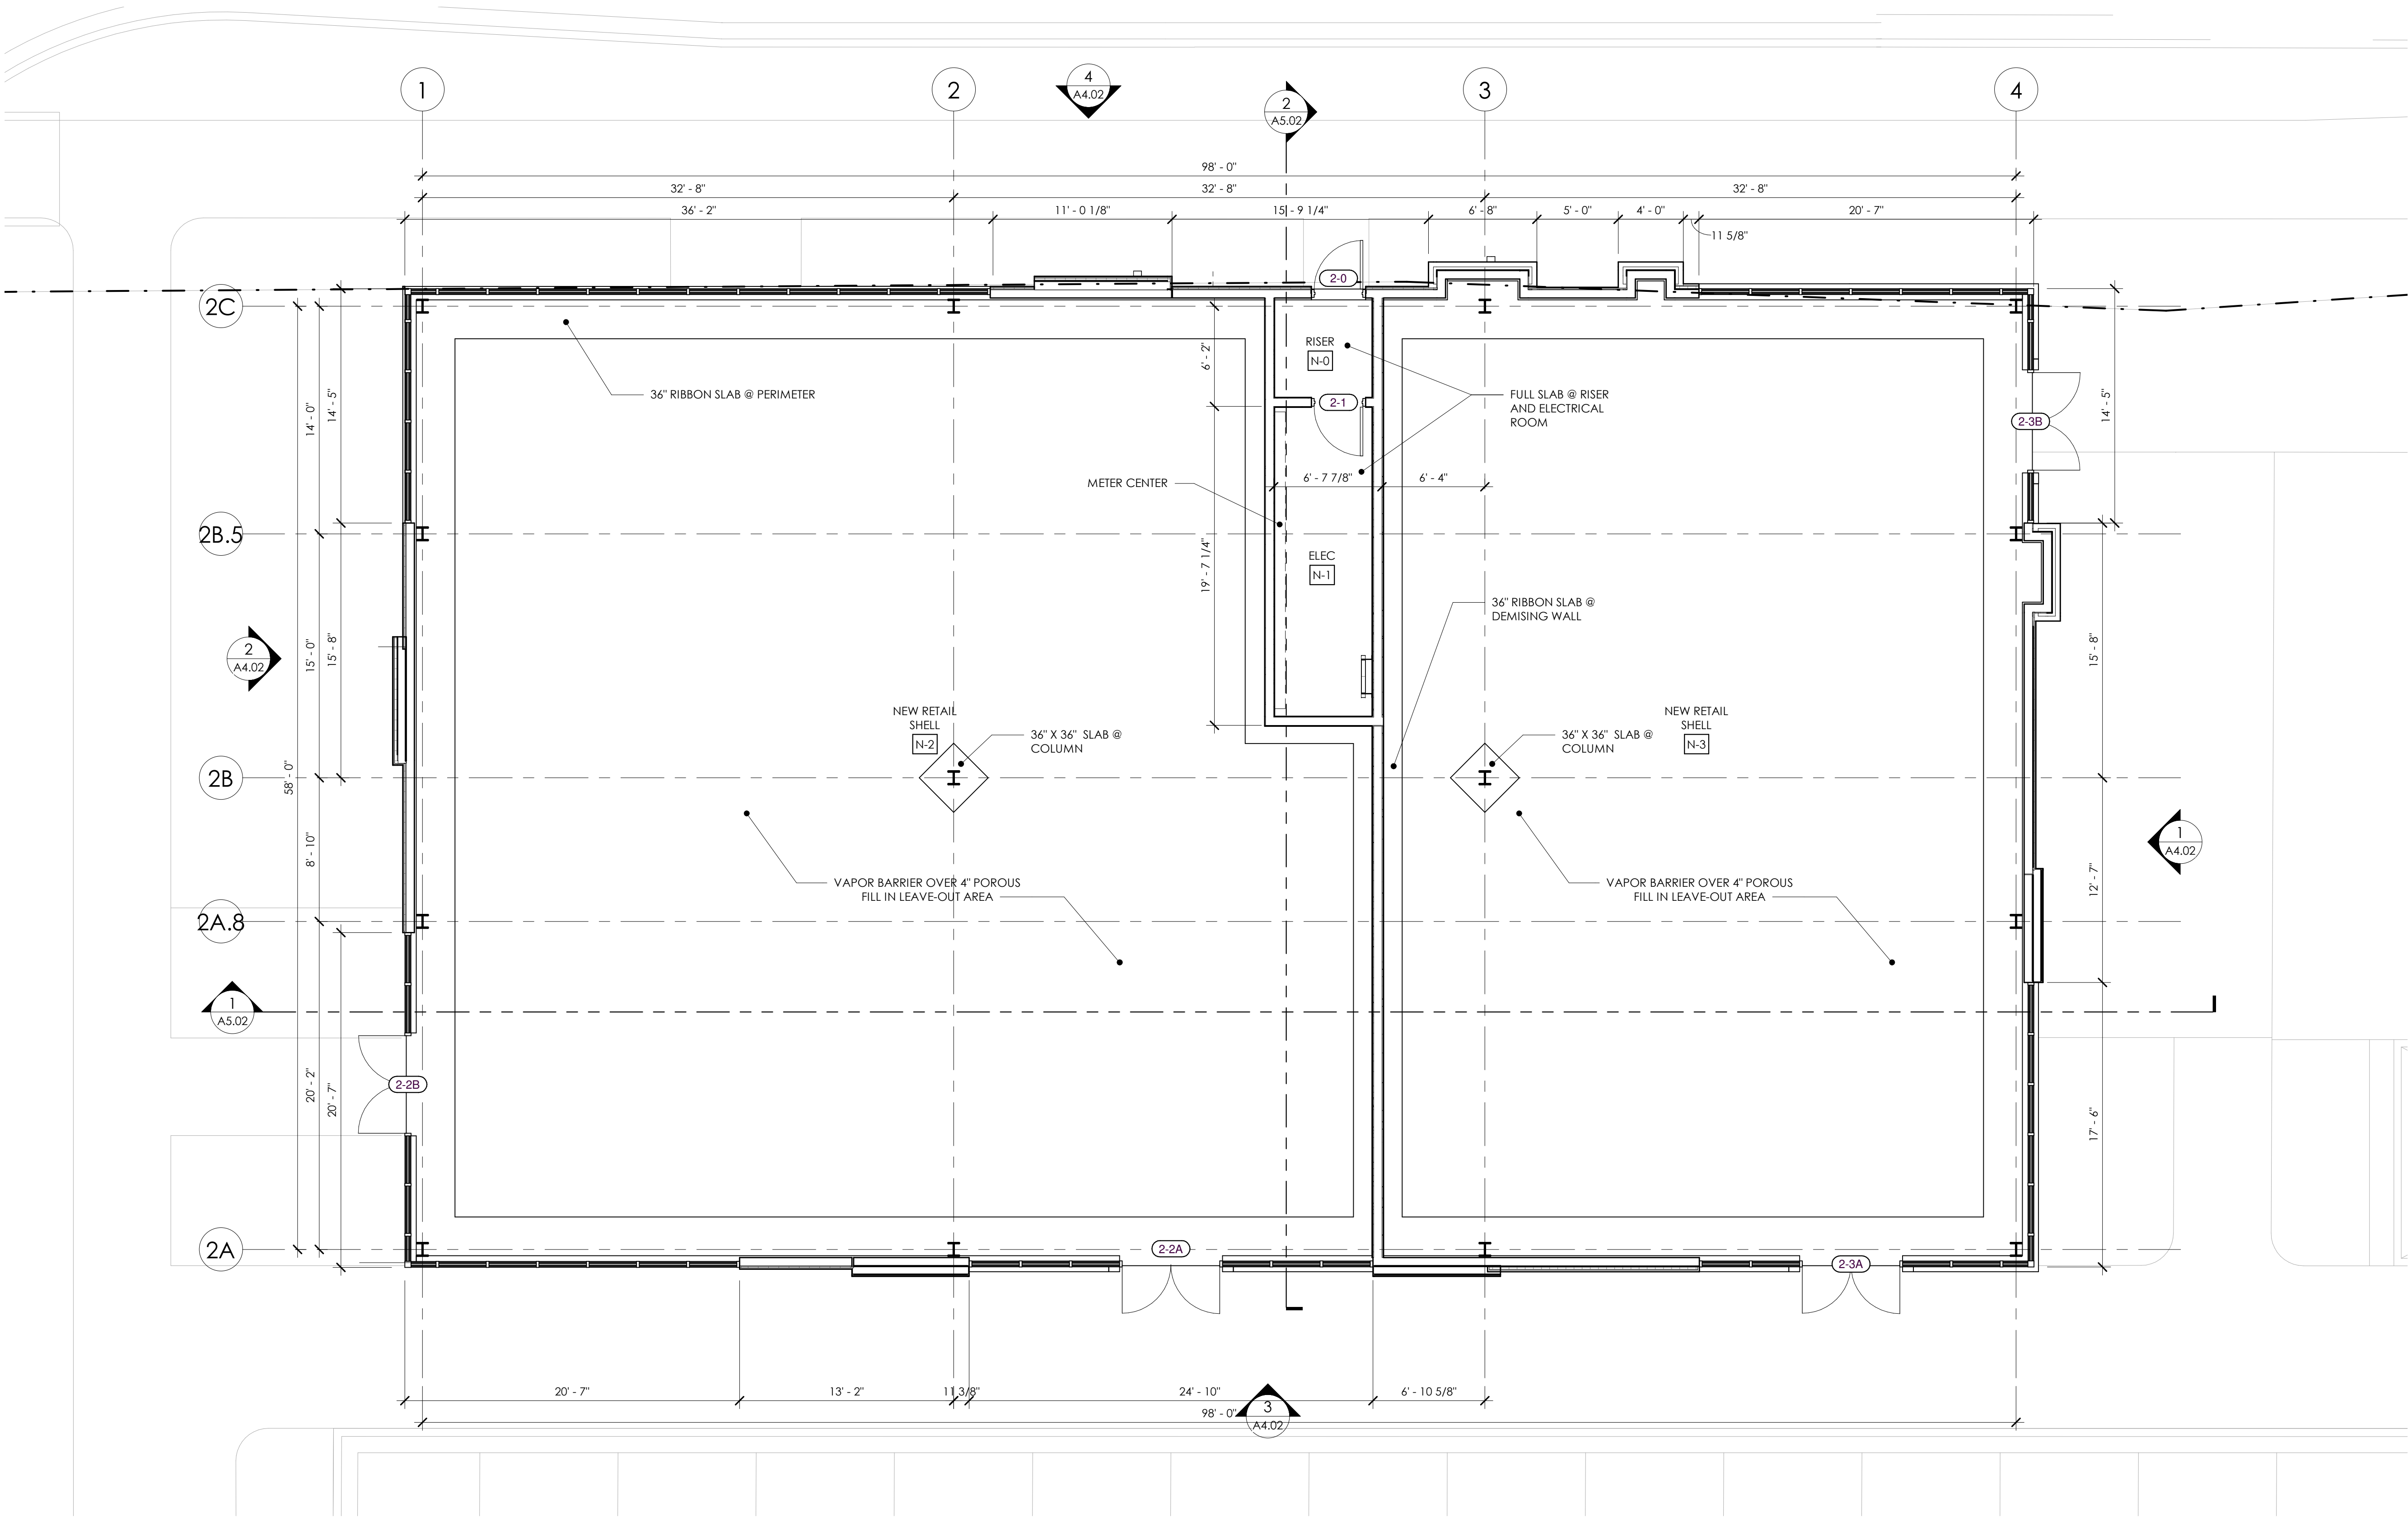 1
2
3
4
4
A4.02
2
A5.02
98' - 0"
32' - 8"
32' - 8"
32' - 8"
36' - 2"
11' - 0 1/8"
15' - 9 1/4"
6' - 8"
5' - 0"
4' - 0"
20' - 7"
11 5/8"
2C
2-0
RISER
N-0
6' - 2"
2-1
36" RIBBON SLAB @ PERIMETER
FULL SLAB @ RISER
AND ELECTRICAL
ROOM
14' - 0"
14' - 5"
14' - 5"
2-3B
METER CENTER
6' - 7 7/8"
6' - 4"
2B.5
ELEC
N-1
19' - 7 1/4"
36" RIBBON SLAB @
DEMISING WALL
2
A4.02
15' - 0"
15' - 8"
15' - 8"
NEW RETAIL
SHELL
N-2
36" X 36" SLAB @
COLUMN
NEW RETAIL
SHELL
N-3
36" X 36" SLAB @
COLUMN
2B
58' - 0"
8' - 10"
1
A4.02
VAPOR BARRIER OVER 4" POROUS
FILL IN LEAVE-OUT AREA
VAPOR BARRIER OVER 4" POROUS
FILL IN LEAVE-OUT AREA
12' - 7"
2A.8
1
A5.02
2-2B
20' - 2"
20' - 7"
17' - 6"
2A
2-2A
2-3A
20' - 7"
13' - 2"
11 3/8"
24' - 10"
6' - 10 5/8"
98' - 0"
3
A4.02